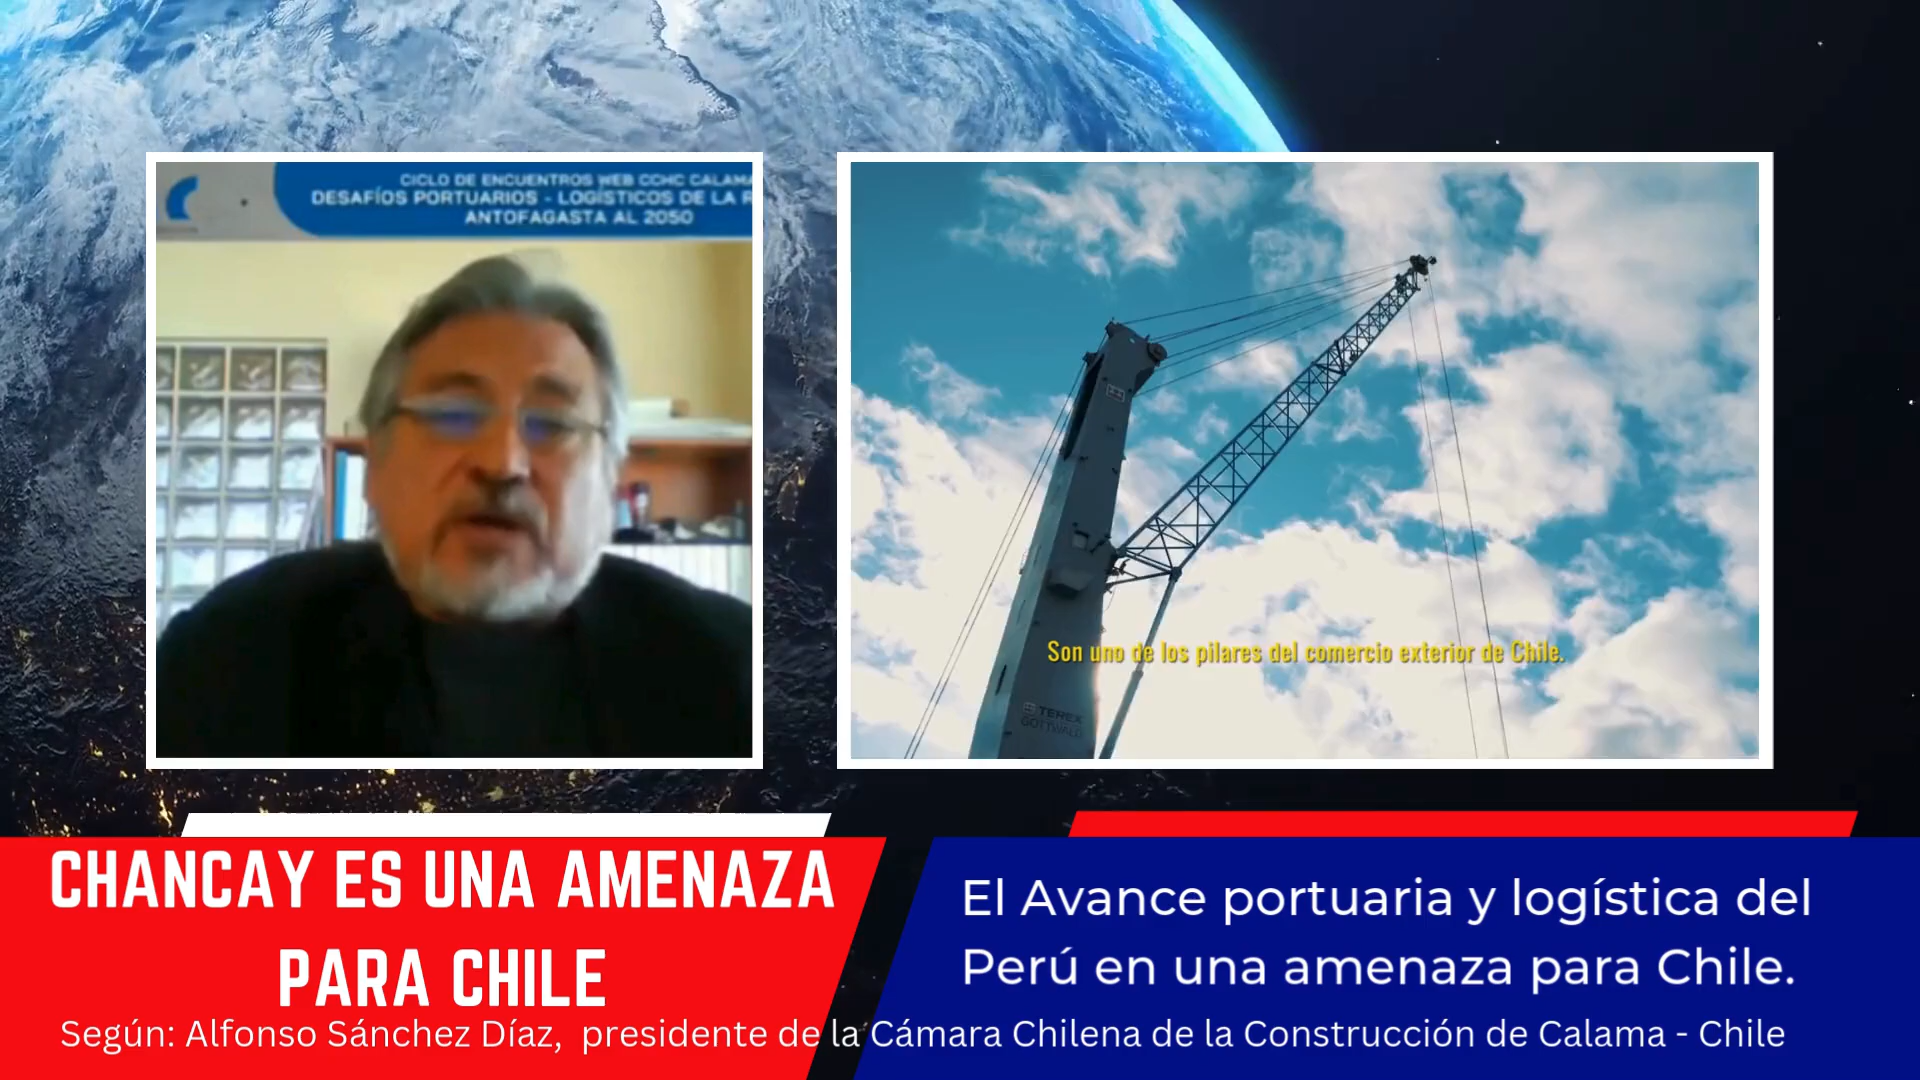 CICLO DE ENCUENTROS WEB CCHC CALAMA
DESAFÍOS PORTUARIOS - LOGÍSTICOS DE LA R
ANTOFAGASTA AL 2050
Son uno de los pilares del comercio exterior de Chile.
TEREX
GOTTWALD
CHANCAY ES UNA AMENAZA
PARA CHILE
El Avance portuaria y logística del
Perú en una amenaza para Chile.
Según: Alfonso Sánchez Díaz, presidente de la Cámara Chilena de la Construcción de Calama - Chile